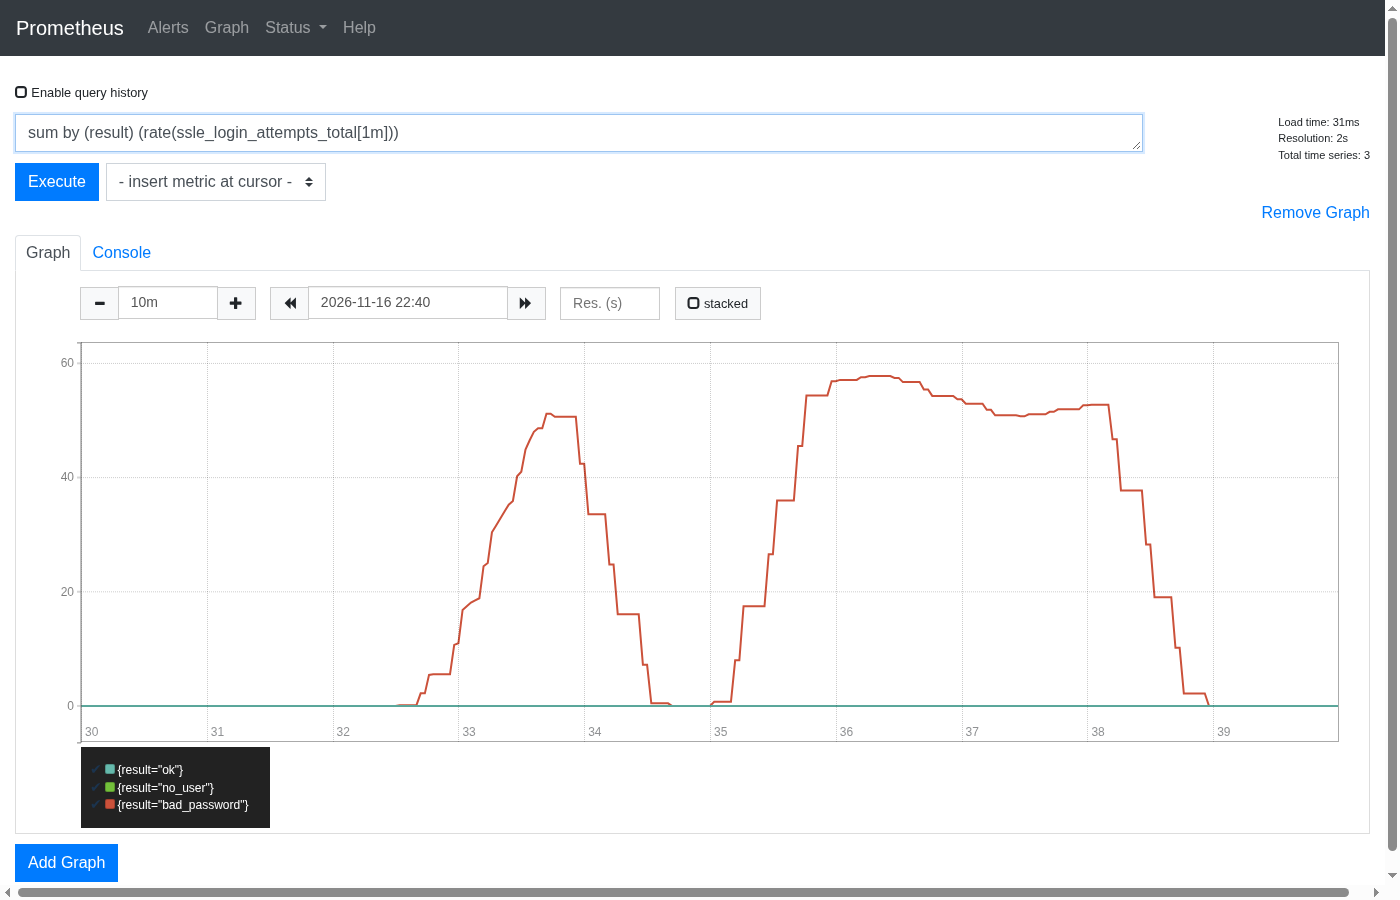 Prometheus Alerts Graph Status Help
Enable query history
sum by (result) (rate(ssle_login_attempts_total[1m]))
Load time: 31ms
Resolution: 2s
Total time series: 3
Execute - insert metric at cursor -
Remove Graph
Graph Console
10m 2026-11-16 22:40 Res. (s) stacked
60
40
20
0
30 31 32 33 34 35 36 37 38 39
{result="ok"}
{result="no_user"}
{result="bad_password"}
Add Graph